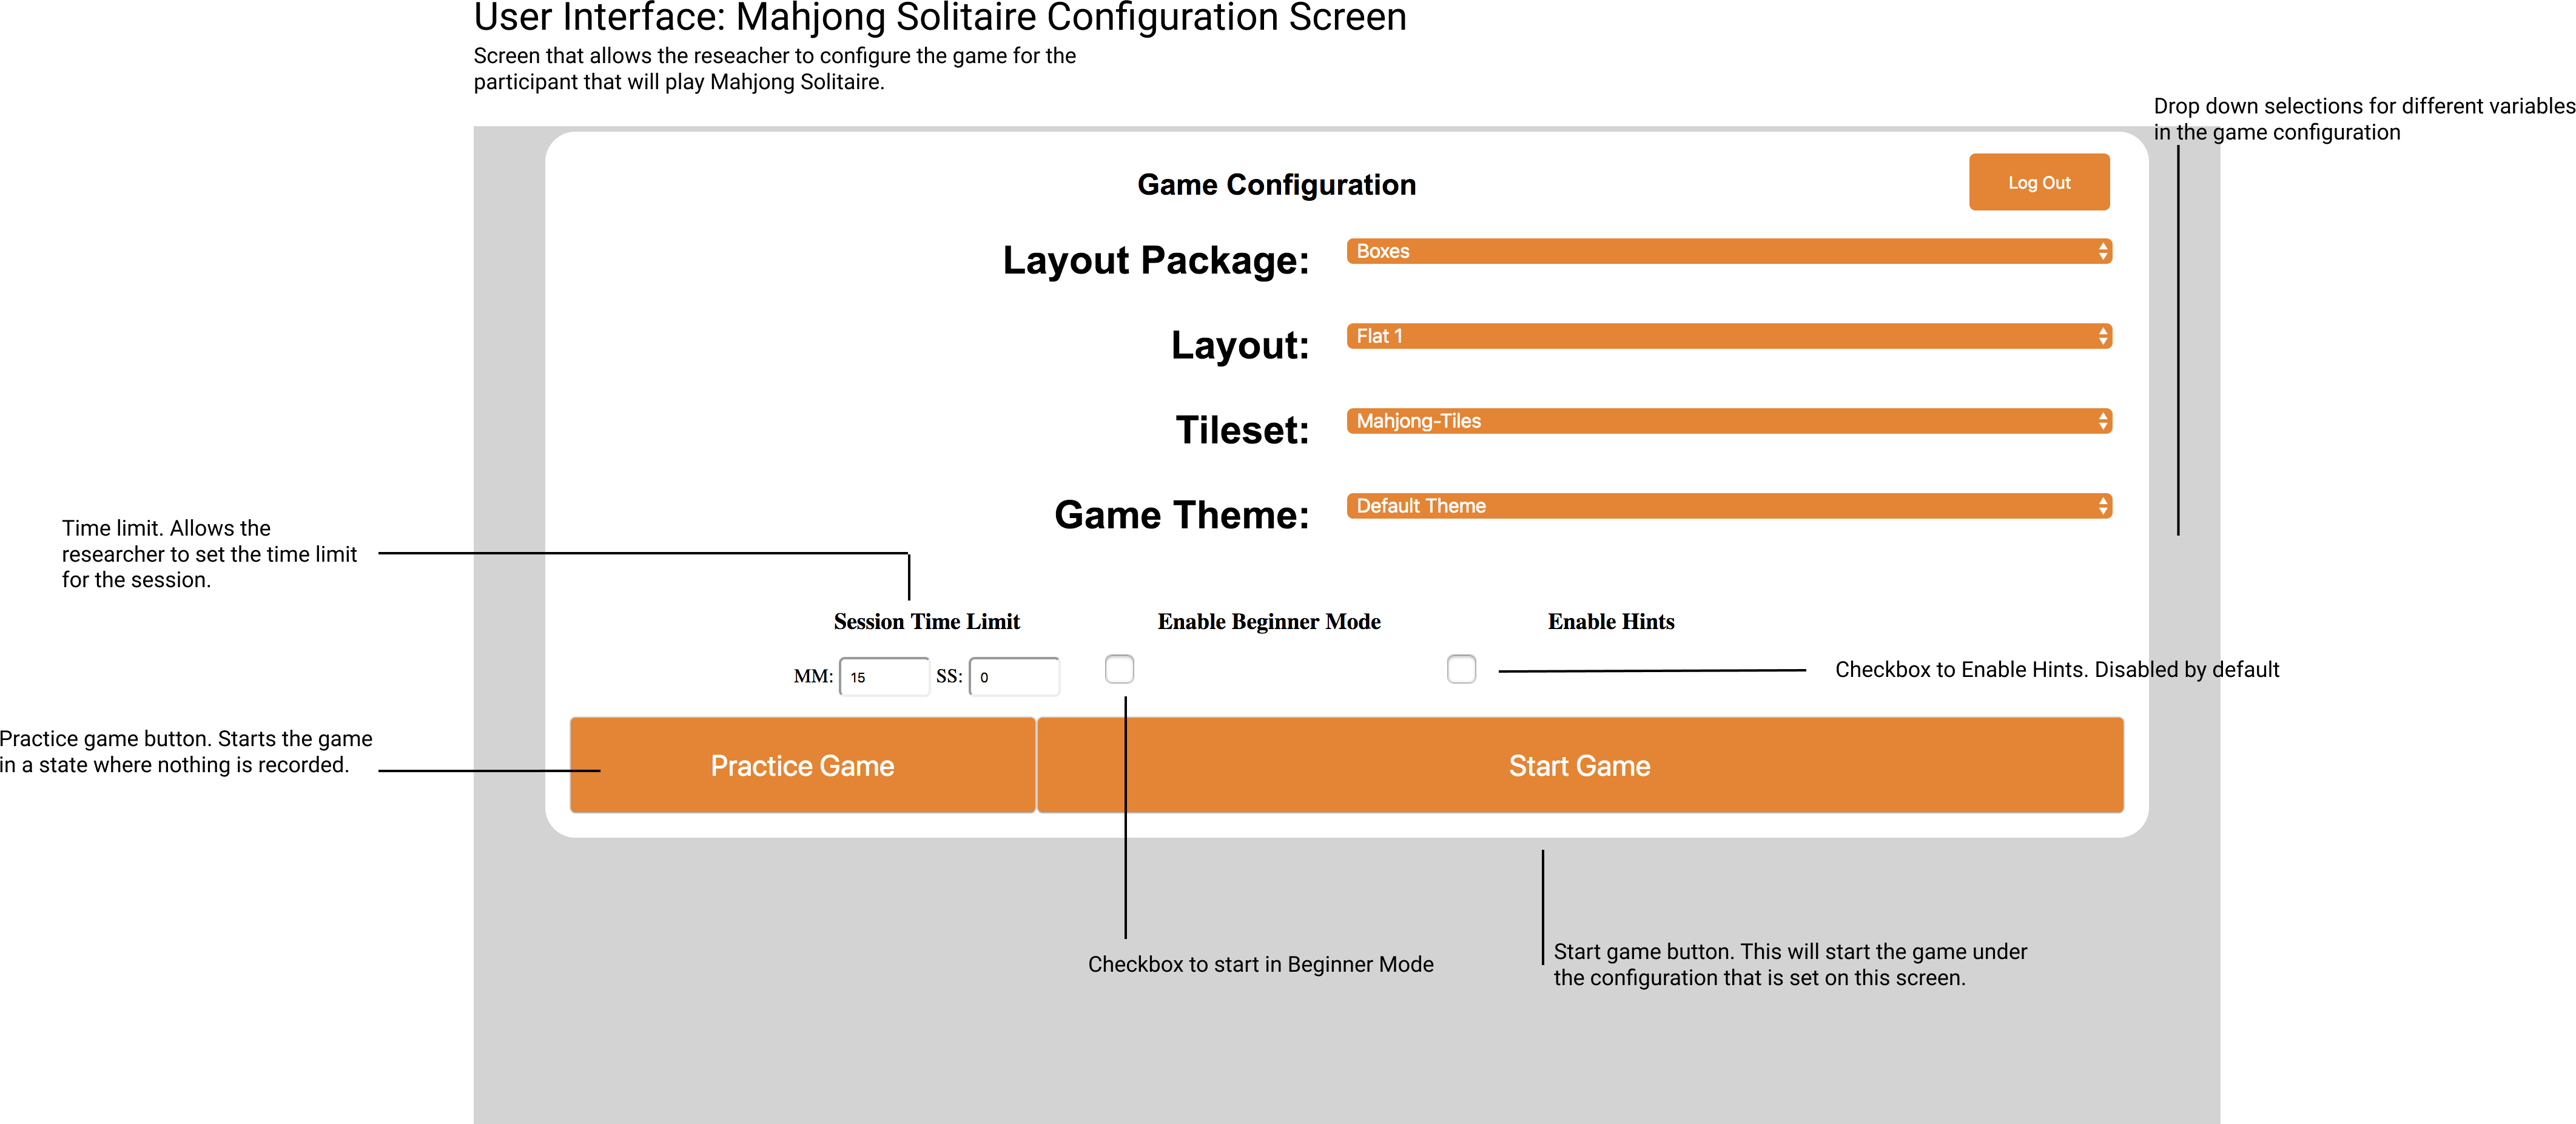 User Interface: Mahjong Solitaire Configuration Screen
Screen that allows the reseacher to configure the game for the
participant that will play Mahjong Solitaire.
Drop down selections for different variables
in the game configuration
Game Configuration
Log Out
Layout Package:
Boxes
Layout:
Flat 1
Tileset:
Mahjong-Tiles
Game Theme:
Default Theme
Time limit. Allows the
researcher to set the time limit
for the session.
Session Time Limit
Enable Beginner Mode
Enable Hints
MM: 15 SS: 0
Checkbox to Enable Hints. Disabled by default
Practice game button. Starts the game
in a state where nothing is recorded.
Practice Game
Start Game
Checkbox to start in Beginner Mode
Start game button. This will start the game under
the configuration that is set on this screen.